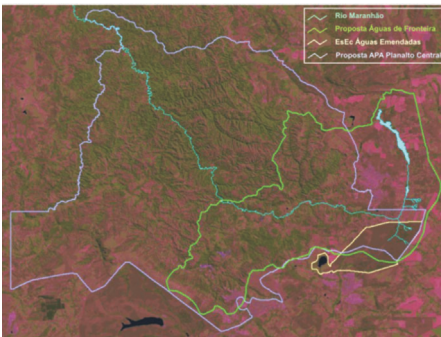 Rio Maranhão
Proposta Águas de Fronteira
EsEc Águas Emendadas
Proposta APA Planalto Central